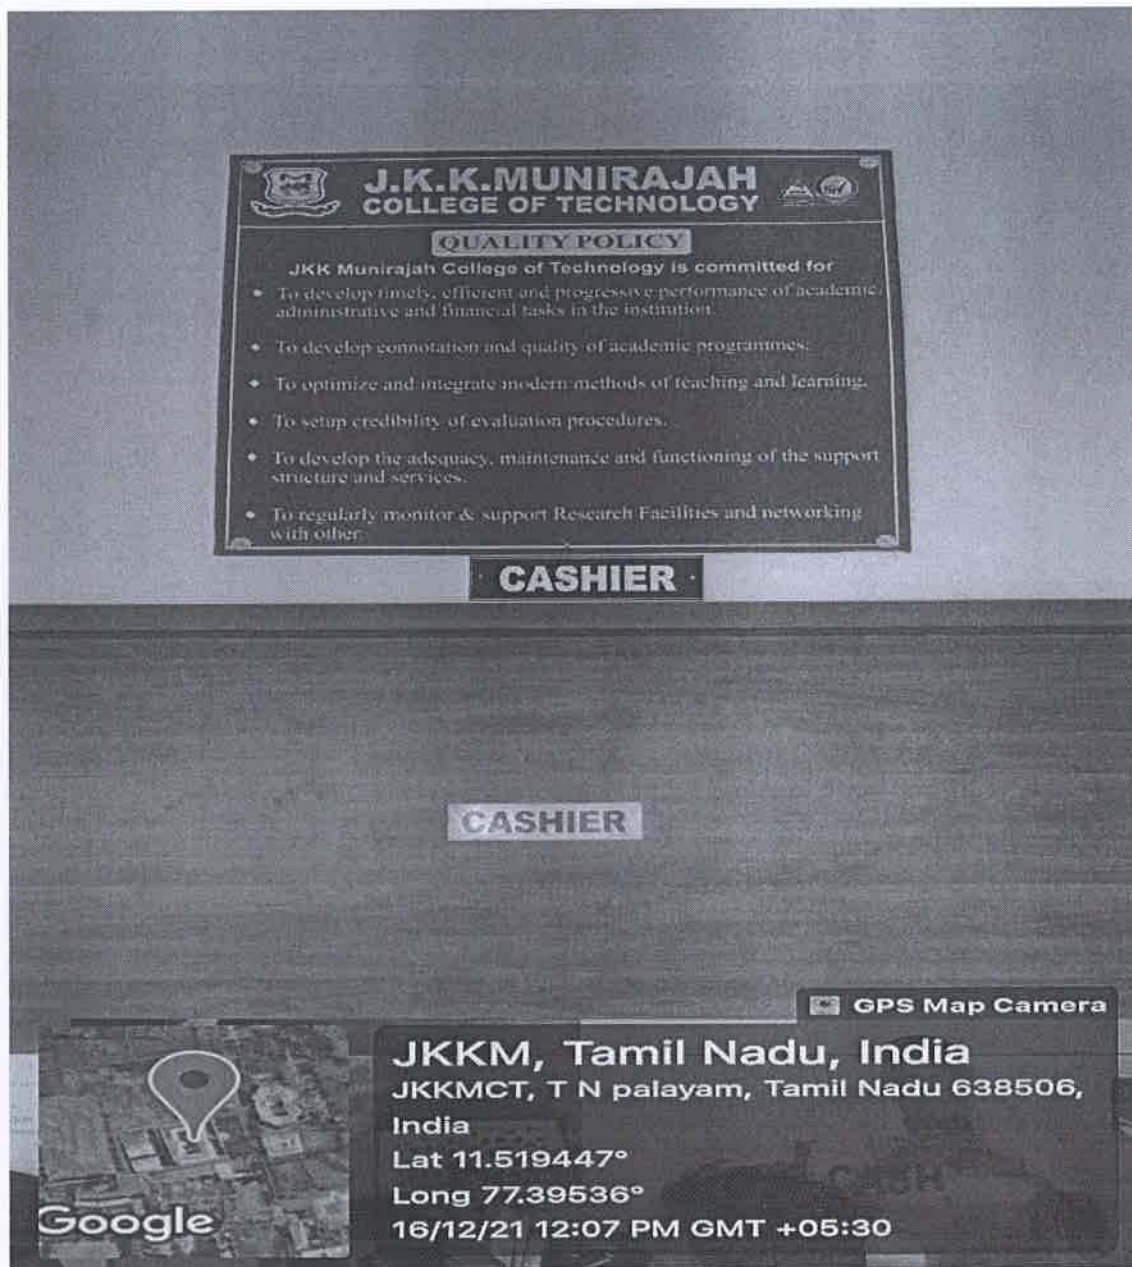 J.K.K.MUNIRAJAH
COLLEGE OF TECHNOLOGY
QUALITY POLICY
JKK Munirajah College of Technology is committed for
• To develop timely, efficient and progressive performance of academic,
administrative and financial tasks in the institution.
• To develop connotation and quality of academic programmes.
• To optimize and integrate modern methods of teaching and learning.
• To setup credibility of evaluation procedures.
• To develop the adequacy, maintenance and functioning of the support
structure and services.
• To regularly monitor & support Research Facilities and networking
with other
CASHIER
CASHIER
GPS Map Camera
JKKM, Tamil Nadu, India
JKKMCT, T N palayam, Tamil Nadu 638506,
India
Lat 11.519447°
Long 77.39536°
16/12/21 12:07 PM GMT +05:30
Google